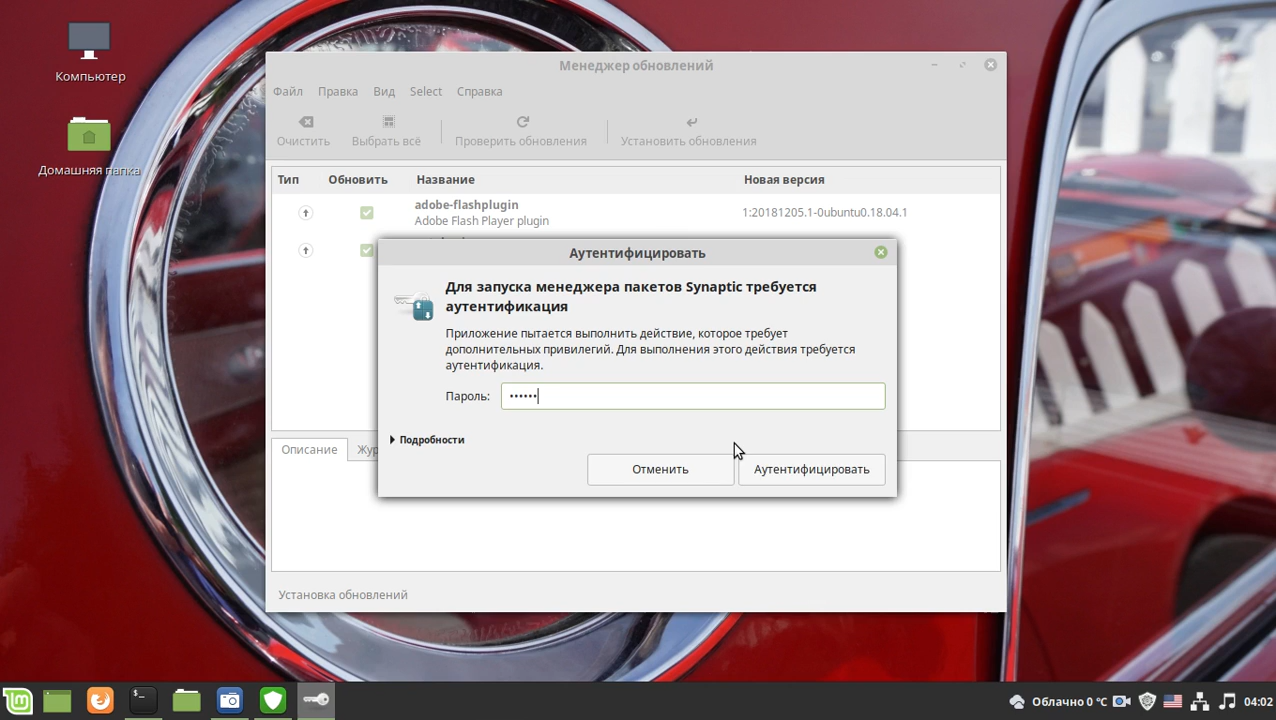 Компьютер
Домашняя папка
Менеджер обновлений
Файл Правка Вид Select Справка
Очистить Выбрать всё Проверить обновления Установить обновления
Тип Обновить Название Новая версия
adobe-flashplugin
Adobe Flash Player plugin
1:20181205.1-0ubuntu0.18.04.1
Аутентифицировать
Для запуска менеджера пакетов Synaptic требуется
аутентификация
Приложение пытается выполнить действие, которое требует
дополнительных привилегий. Для выполнения этого действия требуется
аутентификация.
Пароль: ••••••
Подробности
Отменить Аутентифицировать
Описание
Установка обновлений
Облачно 0 °C 04:02